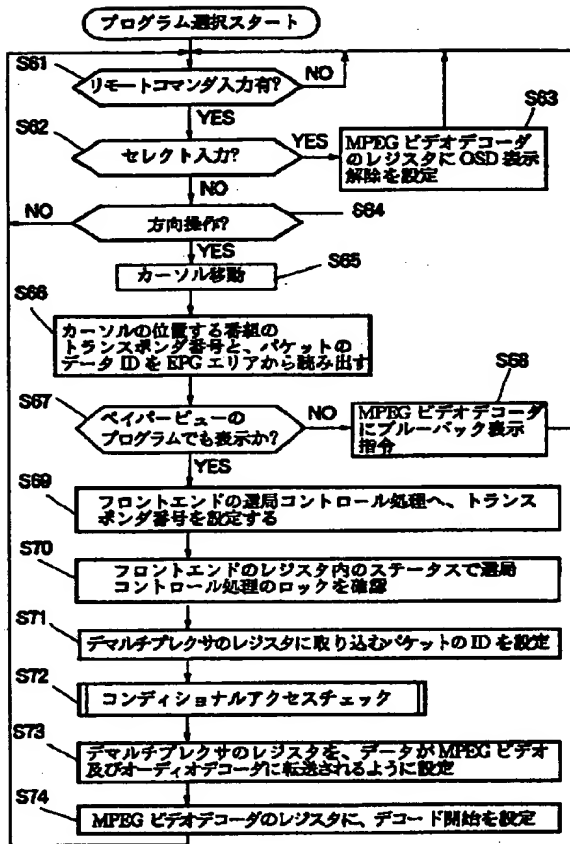 プログラム選択スタート
S61
リモートコマンダ入力有?
NO
YES
S62
セレクト入力?
YES
S63
MPEG ビデオデコーダ
のレジスタに OSD 表示
解除を設定
NO
NO
方向操作?
S64
YES
カーソル移動
S65
S66
カーソルの位置する番組の
トランスポンダ番号と、パケットの
データ ID を EPG エリアから読み出す
S67
ペイパービューの
プログラムでも表示か?
NO
S68
MPEG ビデオデコーダ
にブルーバック表示
指令
YES
S69
フロントエンドの選局コントロール処理へ、トランス
ポンダ番号を設定する
S70
フロントエンドのレジスタ内のステータスで選局
コントロール処理のロックを確認
S71
デマルチプレクサのレジスタに取り込むパケットの ID を設定
S72
コンディショナルアクセスチェック
S73
デマルチプレクサのレジスタを、データが MPEG ビデオ
及びオーディオデコーダに転送されるように設定
S74
MPEG ビデオデコーダのレジスタに、デコード開始を設定